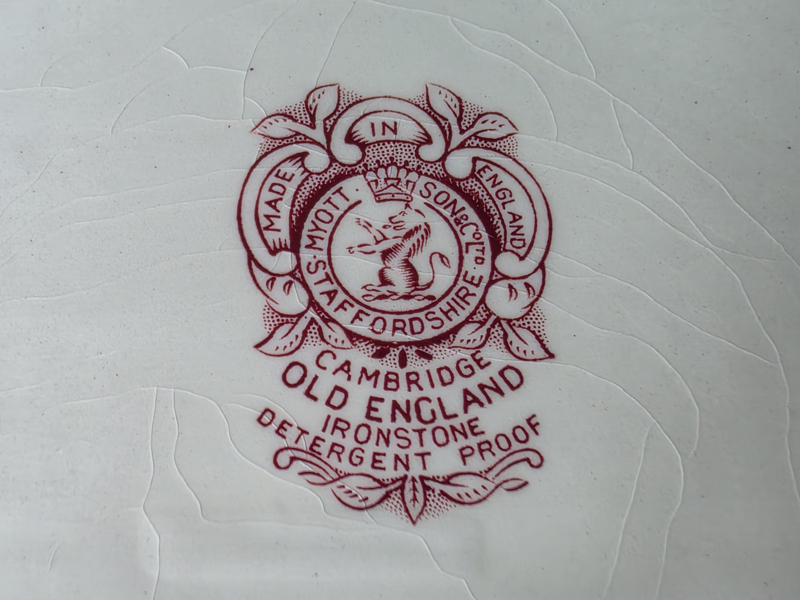 MADE IN ENGLAND
MYOTT SON & Co LTD
STAFFORDSHIRE
CAMBRIDGE
OLD ENGLAND
IRONSTONE
DETERGENT PROOF